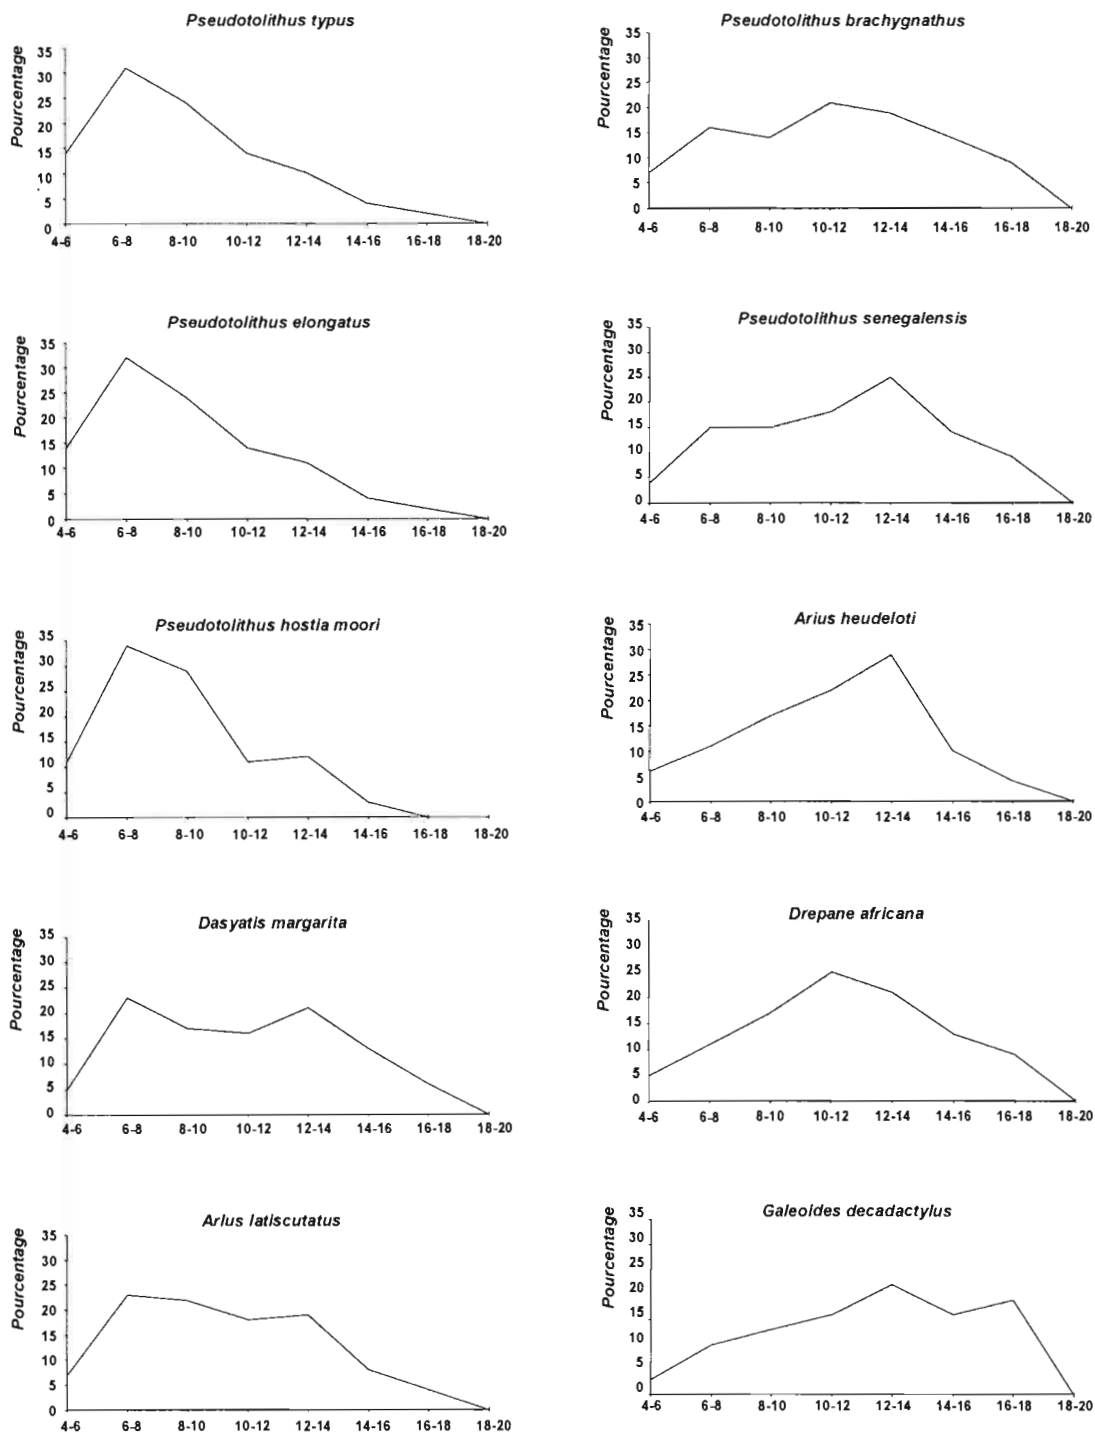 Pseudotolithus typus
Pourcentage
35
30
25
20
15
10
5
0
4-6 6-8 8-10 10-12 12-14 14-16 16-18 18-20
Pseudotolithus brachygnathus
Pourcentage
35
30
25
20
15
10
5
0
4-6 6-8 8-10 10-12 12-14 14-16 16-18 18-20
Pseudotolithus elongatus
Pourcentage
35
30
25
20
15
10
5
0
4-6 6-8 8-10 10-12 12-14 14-16 16-18 18-20
Pseudotolithus senegalensis
Pourcentage
35
30
25
20
15
10
5
0
4-6 6-8 8-10 10-12 12-14 14-16 16-18 18-20
Pseudotolithus hostia moori
Pourcentage
35
30
25
20
15
10
5
0
4-6 6-8 8-10 10-12 12-14 14-16 16-18 18-20
Arius heudeloti
Pourcentage
35
30
25
20
15
10
5
0
4-6 6-8 8-10 10-12 12-14 14-16 16-18 18-20
Dasyatis margarita
Pourcentage
35
30
25
20
15
10
5
0
4-6 6-8 8-10 10-12 12-14 14-16 16-18 18-20
Drepane africana
Pourcentage
35
30
25
20
15
10
5
0
4-6 6-8 8-10 10-12 12-14 14-16 16-18 18-20
Arius latiscutatus
Pourcentage
35
30
25
20
15
10
5
0
4-6 6-8 8-10 10-12 12-14 14-16 16-18 18-20
Galeoides decadactylus
Pourcentage
35
30
25
20
15
10
5
0
4-6 6-8 8-10 10-12 12-14 14-16 16-18 18-20